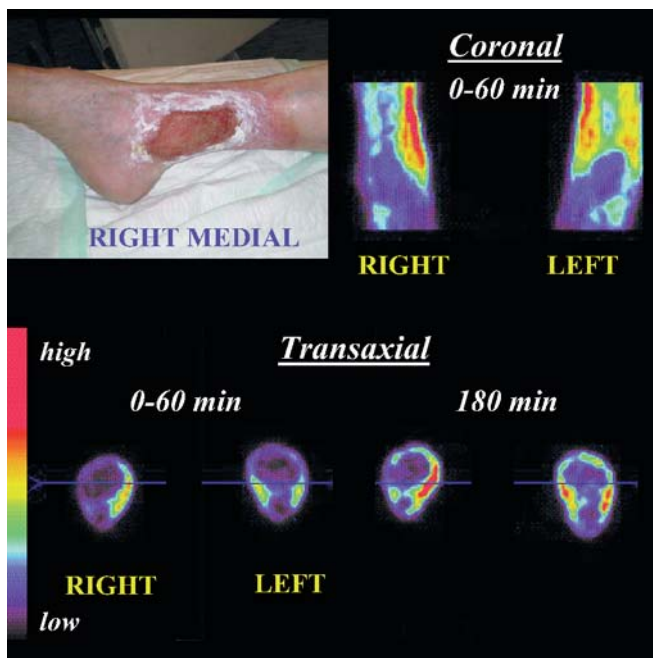 Coronal
0-60 min
RIGHT MEDIAL
RIGHT
LEFT
high
Transaxial
0-60 min
180 min
RIGHT
LEFT
low